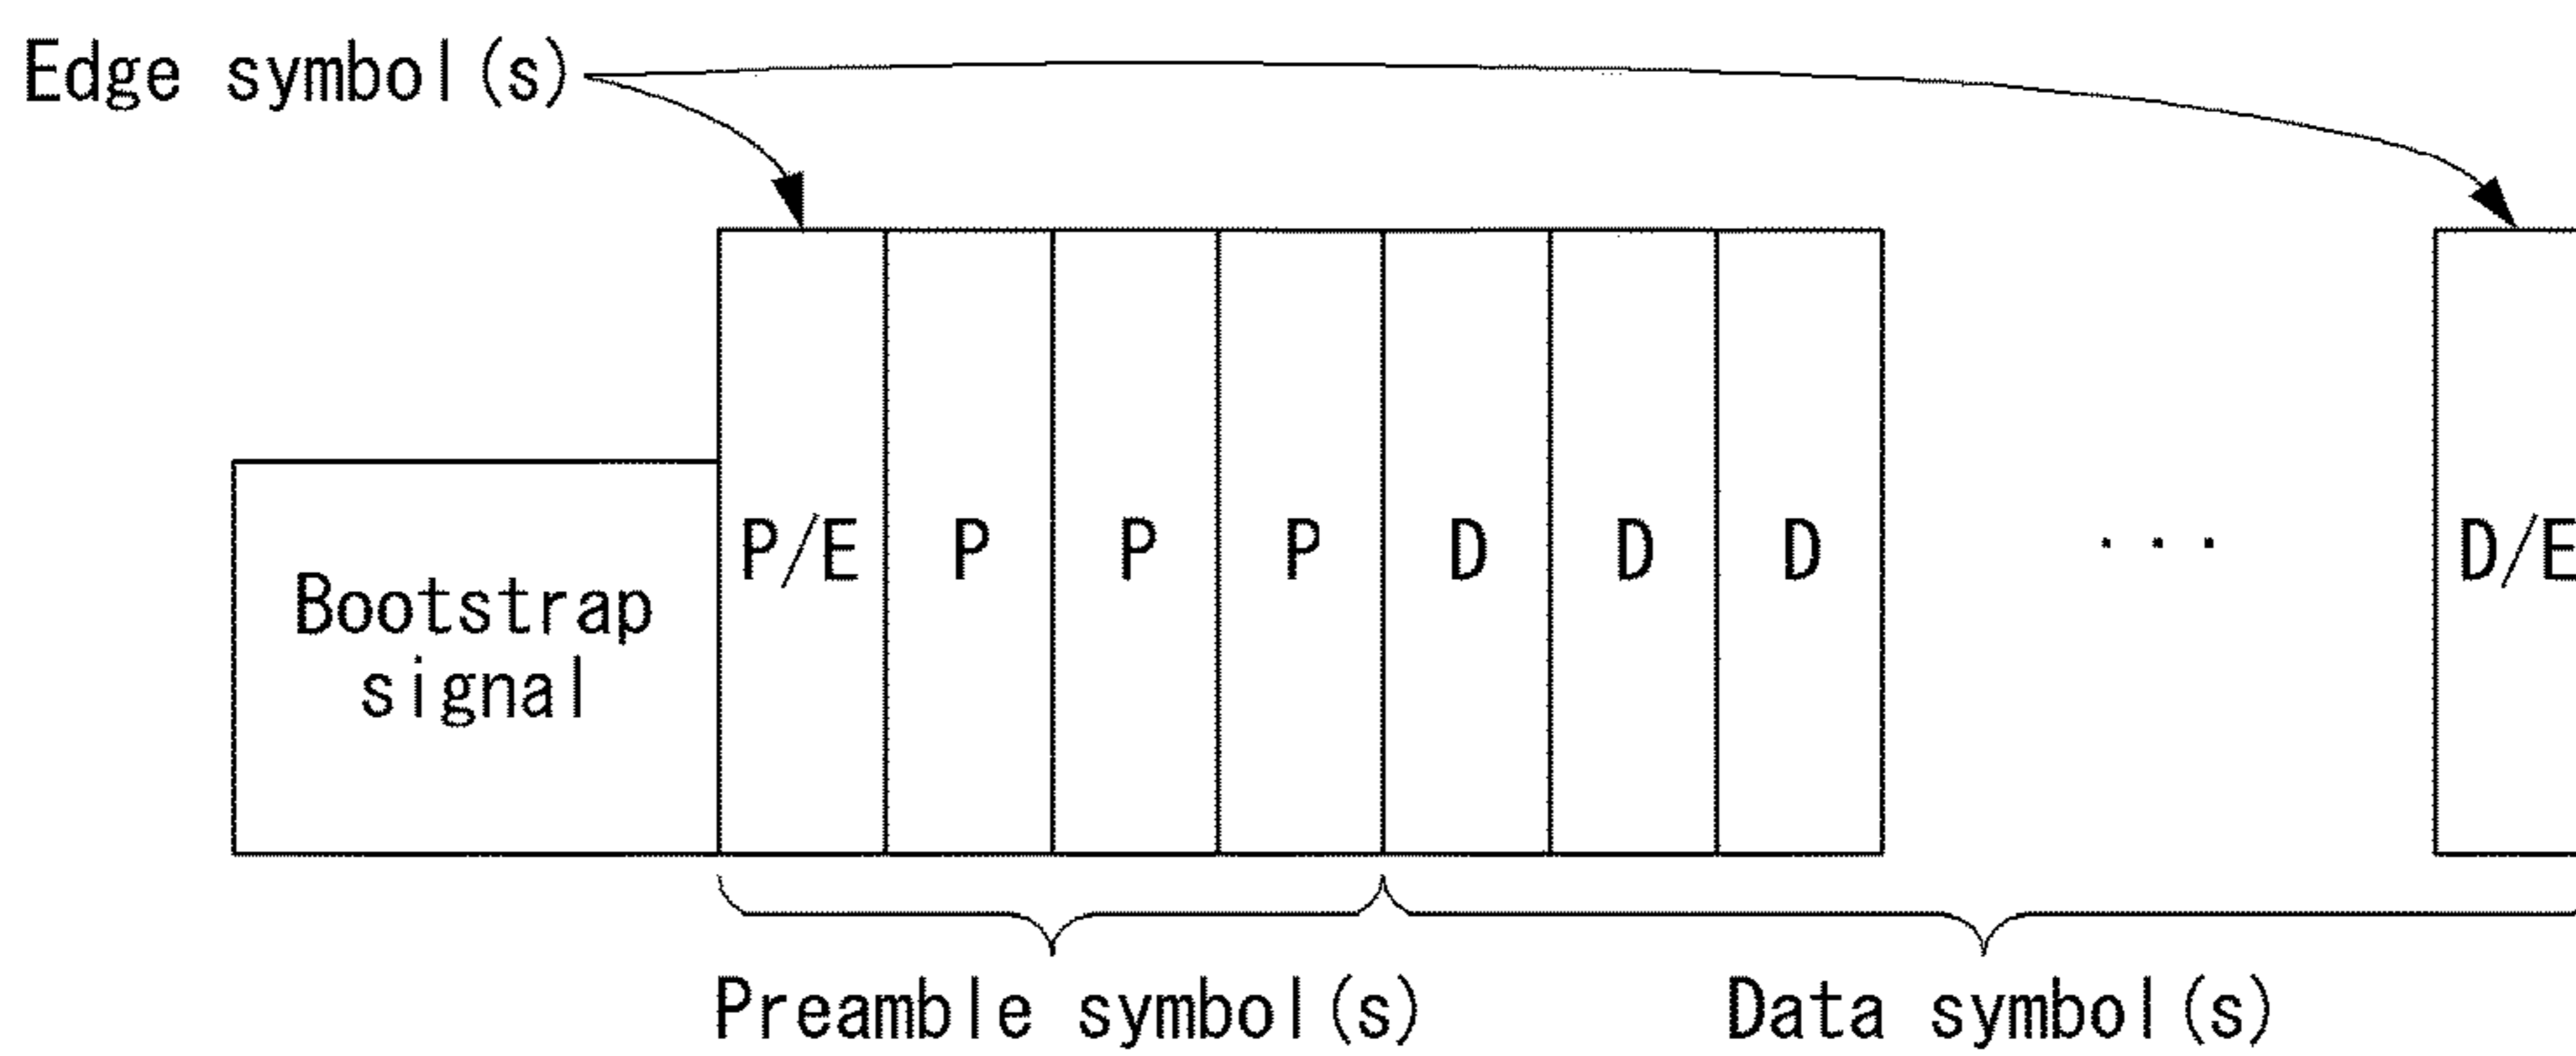 Edge symbol(s)
P/E P P P D D D ... D/E
Bootstrap
signal
Preamble symbol(s) Data symbol(s)